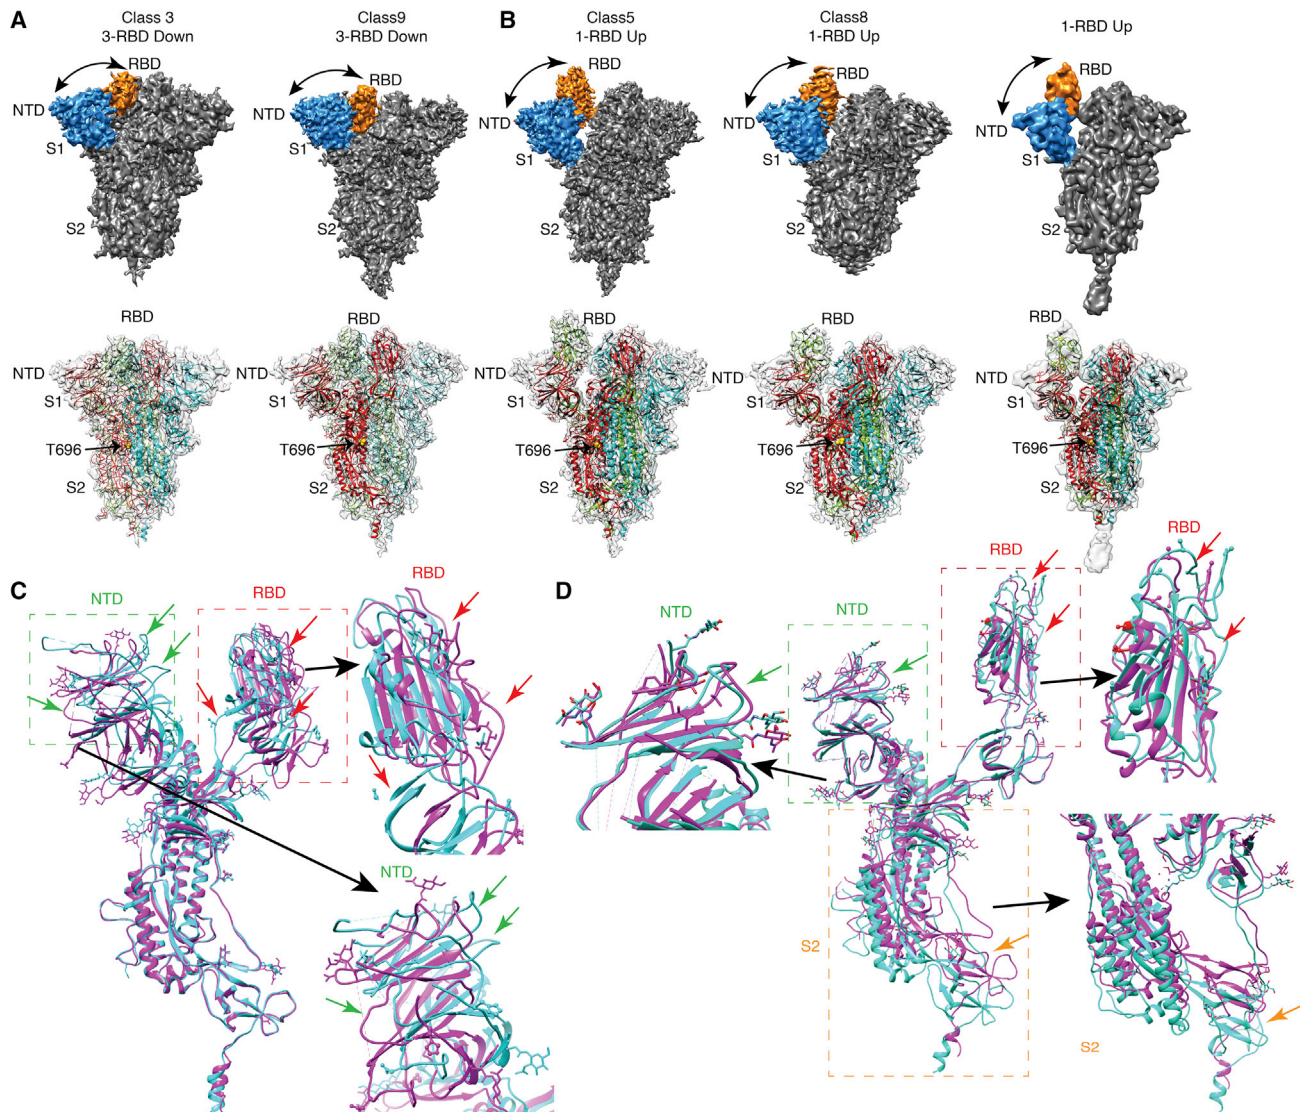 A
Class 3
3-RBD Down
Class9
3-RBD Down
B
Class5
1-RBD Up
Class8
1-RBD Up
1-RBD Up
RBD
NTD
S1
S2
RBD
NTD
S1
S2
RBD
NTD
S1
S2
RBD
NTD
S1
S2
RBD
NTD
S1
S2
RBD
NTD
S1
T696
S2
RBD
NTD
S1
T696
S2
RBD
NTD
S1
T696
S2
RBD
NTD
S1
T696
S2
RBD
NTD
S1
T696
S2
C
NTD
RBD
RBD
NTD
D
NTD
NTD
RBD
RBD
S2
S2